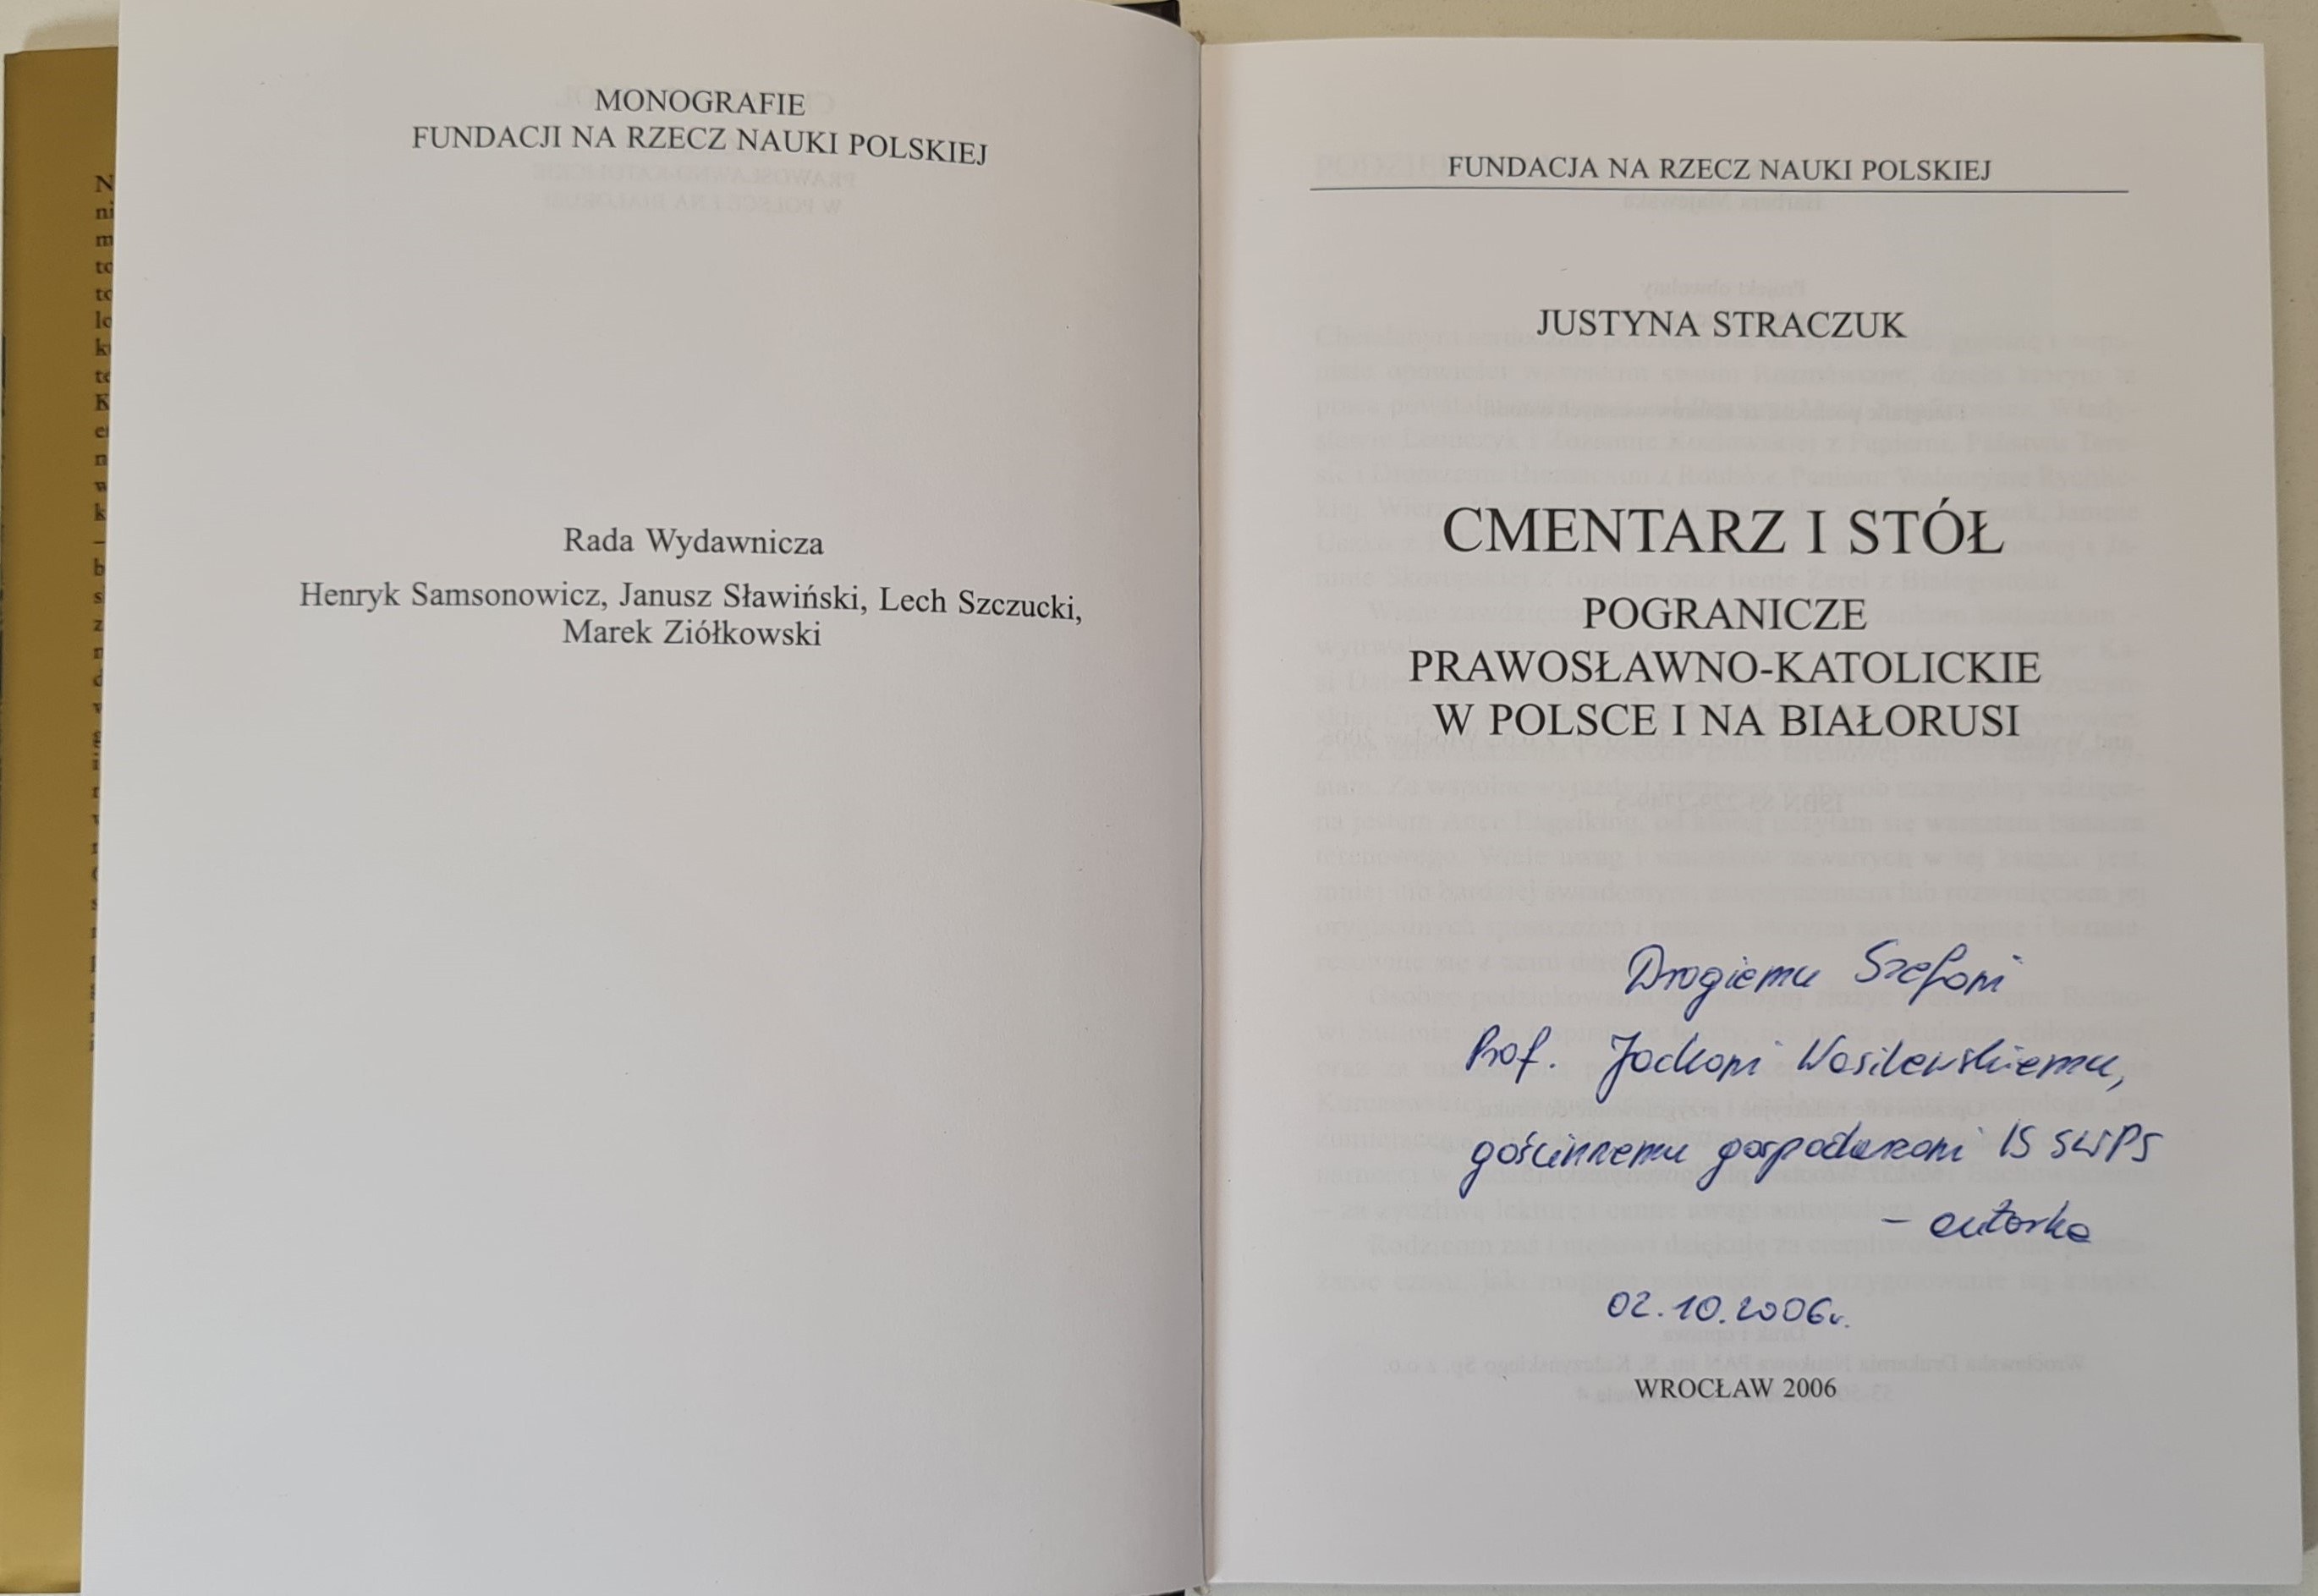 MONOGRAFIE
FUNDACJI NA RZECZ NAUKI POLSKIEJ
Rada Wydawnicza
Henryk Samsonowicz, Janusz Sławiński, Lech Szczucki,
Marek Ziółkowski
FUNDACJA NA RZECZ NAUKI POLSKIEJ
JUSTYNA STRACZUK
CMENTARZ I STÓŁ
POGRANICZE
PRAWOSŁAWNO-KATOLICKIE
W POLSCE I NA BIAŁORUSI
Drogiemu Szefowi
Prof. Jackowi Wasilewskiemu,
gościnnemu gospodarzowi IS SWPS
– autorka
02.10.2006r.
WROCŁAW 2006